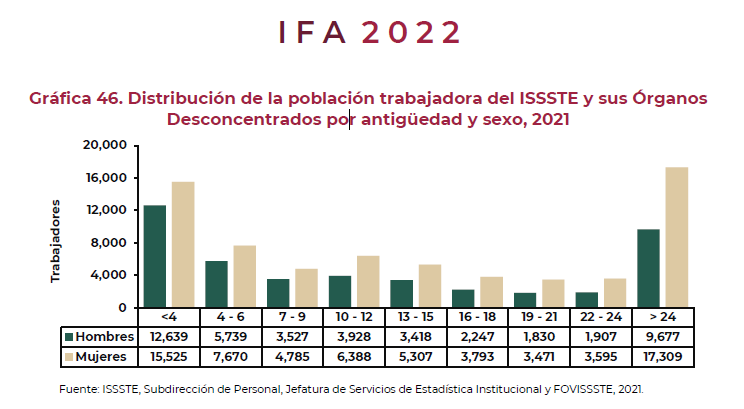 IFA 2022
Gráfica 46. Distribución de la población trabajadora del ISSSTE y sus Órganos
Desconcentrados por antigüedad y sexo, 2021
Trabajadores
20,000
16,000
12,000
8,000
4,000
0
<4 4 - 6 7 - 9 10 - 12 13 - 15 16 - 18 19 - 21 22 - 24 > 24
Hombres 12,639 5,739 3,527 3,928 3,418 2,247 1,830 1,907 9,677
Mujeres 15,525 7,670 4,785 6,388 5,307 3,793 3,471 3,595 17,309
Fuente: ISSSTE, Subdirección de Personal, Jefatura de Servicios de Estadística Institucional y FOVISSSTE, 2021.